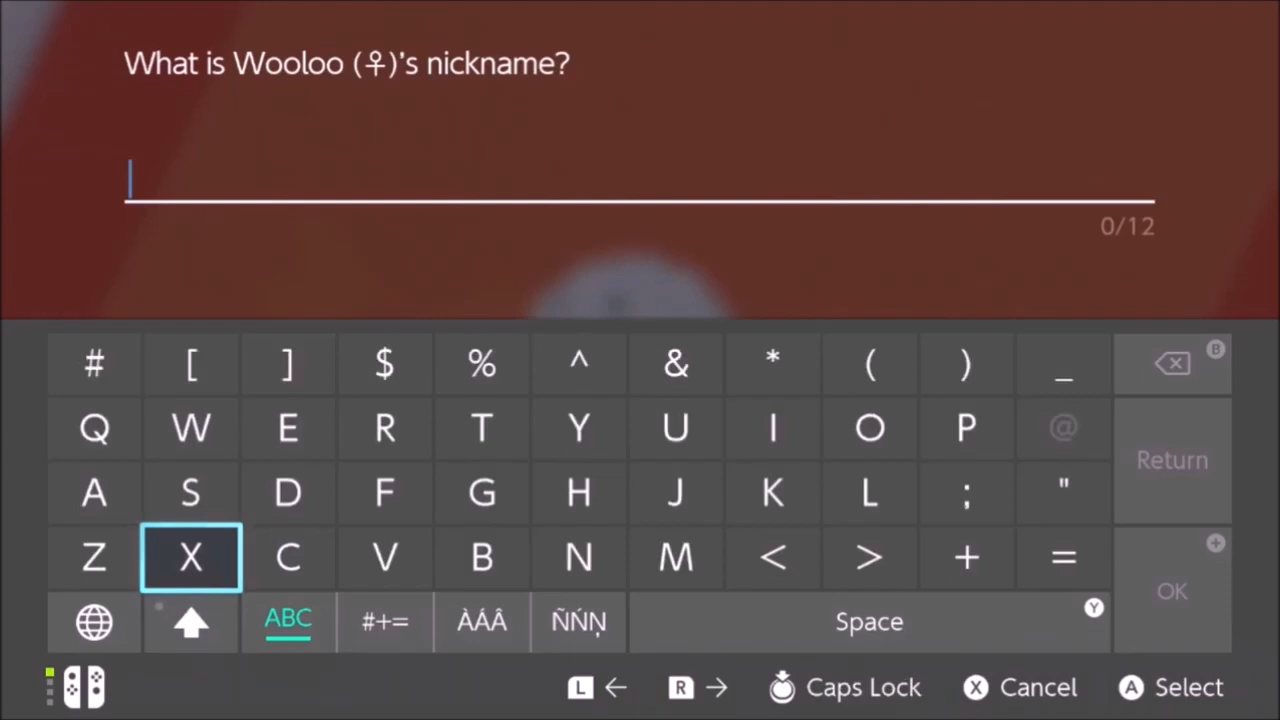 What is Wooloo (♀)'s nickname?
0/12
# [ ] $ % ^ & * ( ) _ B
Q W E R T Y U I O P @ Return
A S D F G H J K L ; "
Z X C V B N M < > + = + OK
ABC #+= ÀÁÂ ÑŃŅ Space Y
L ← R → Caps Lock X Cancel A Select